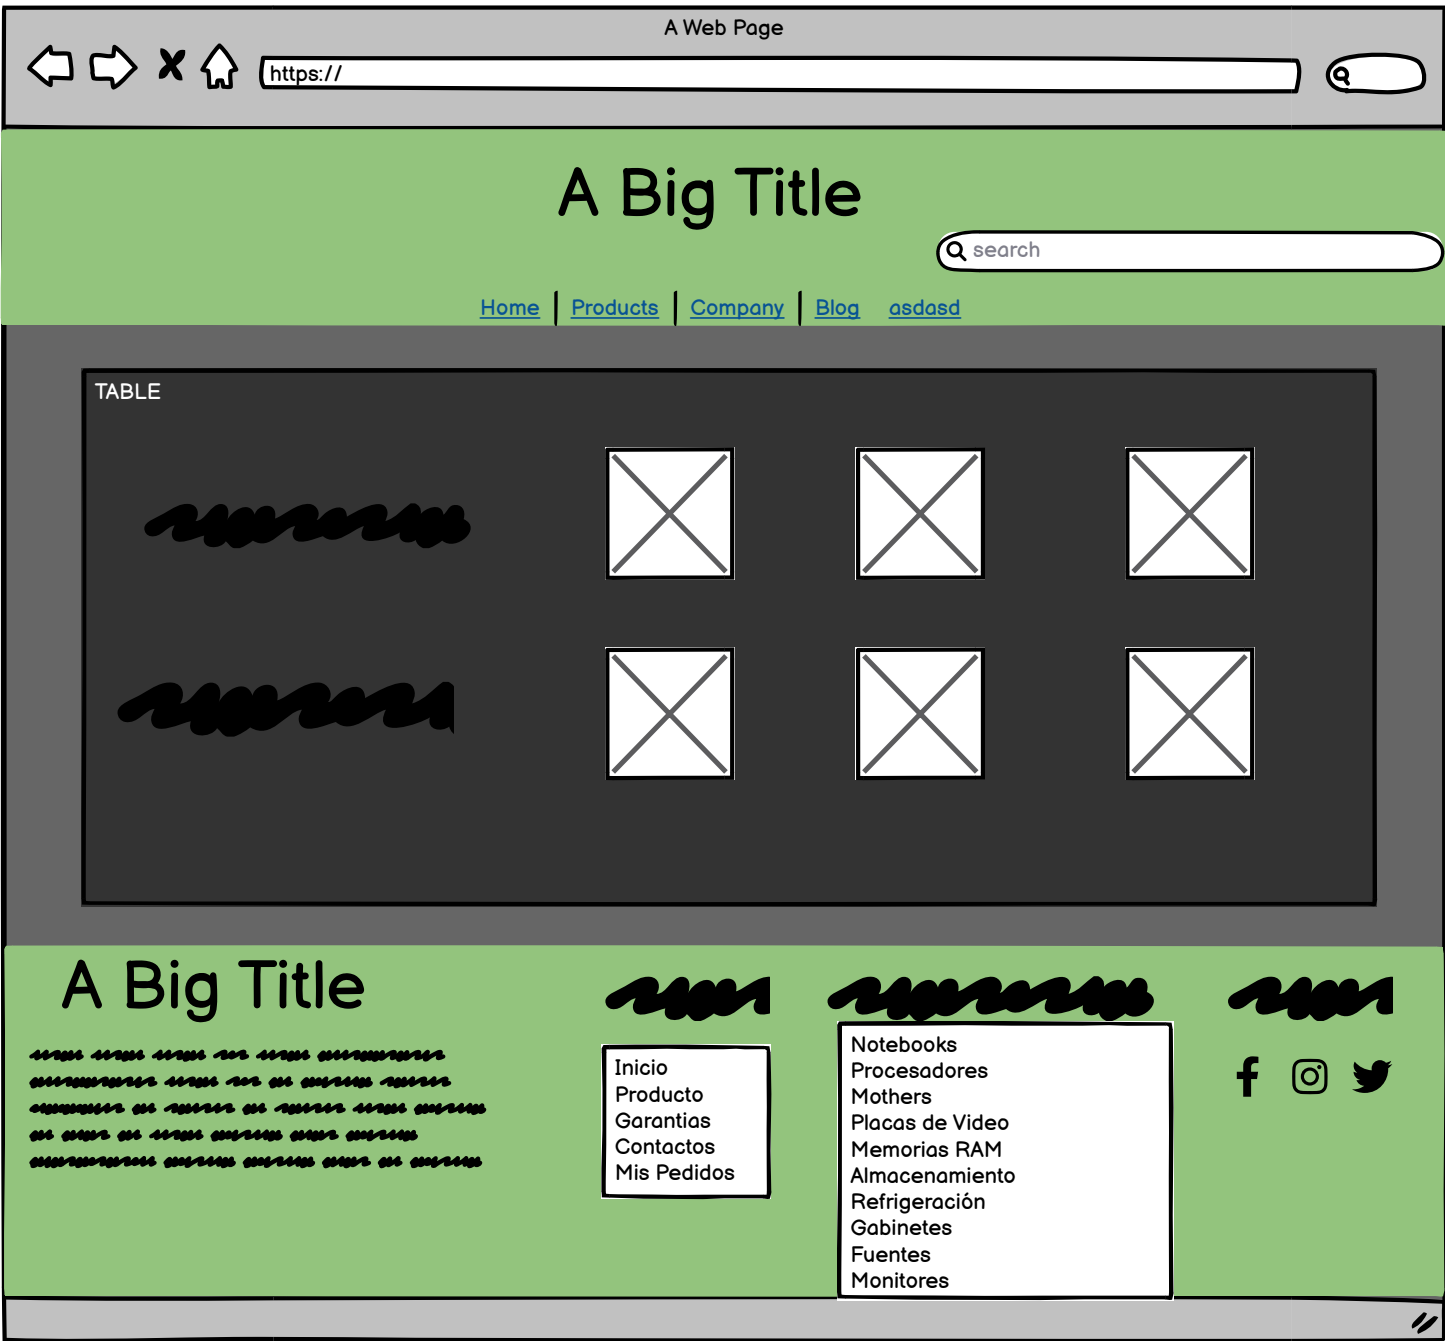 A Web Page
https://
A Big Title
search
Home Products Company Blog asdasd
TABLE
A Big Title
Inicio
Producto
Garantias
Contactos
Mis Pedidos
Notebooks
Procesadores
Mothers
Placas de Video
Memorias RAM
Almacenamiento
Refrigeración
Gabinetes
Fuentes
Monitores